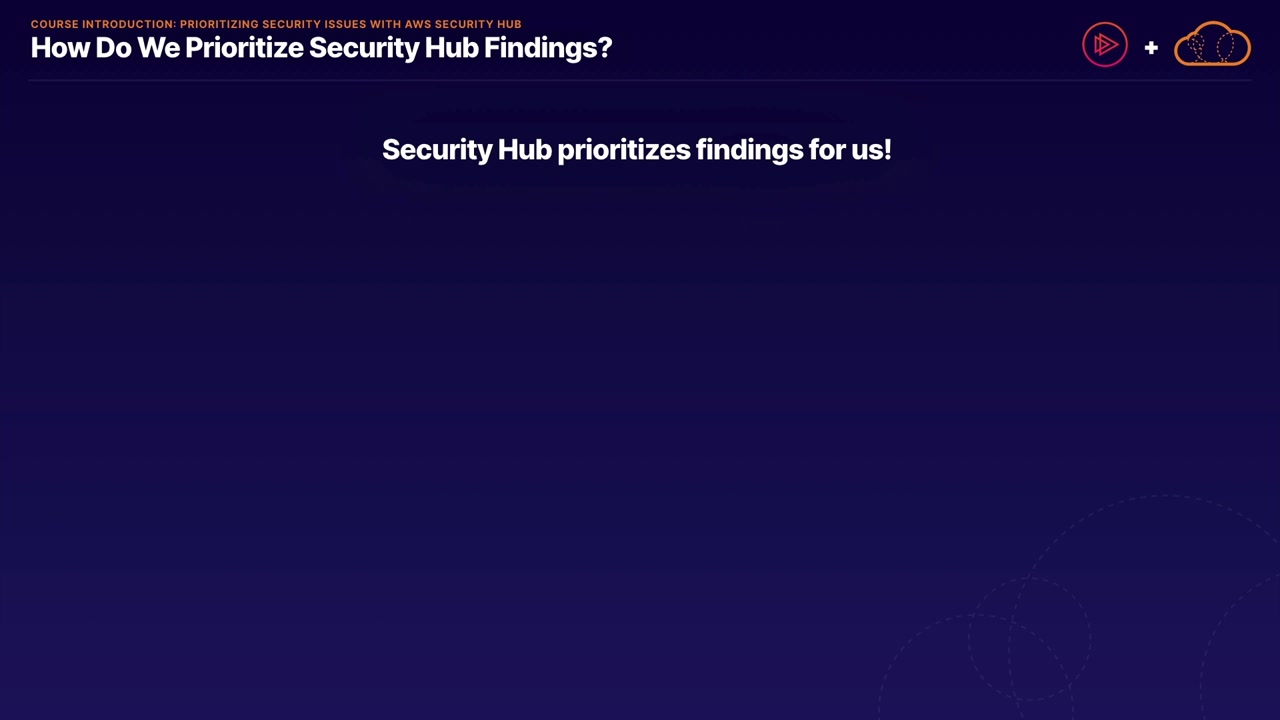 COURSE INTRODUCTION: PRIORITIZING SECURITY ISSUES WITH AWS SECURITY HUB
How Do We Prioritize Security Hub Findings?
+
Security Hub prioritizes findings for us!